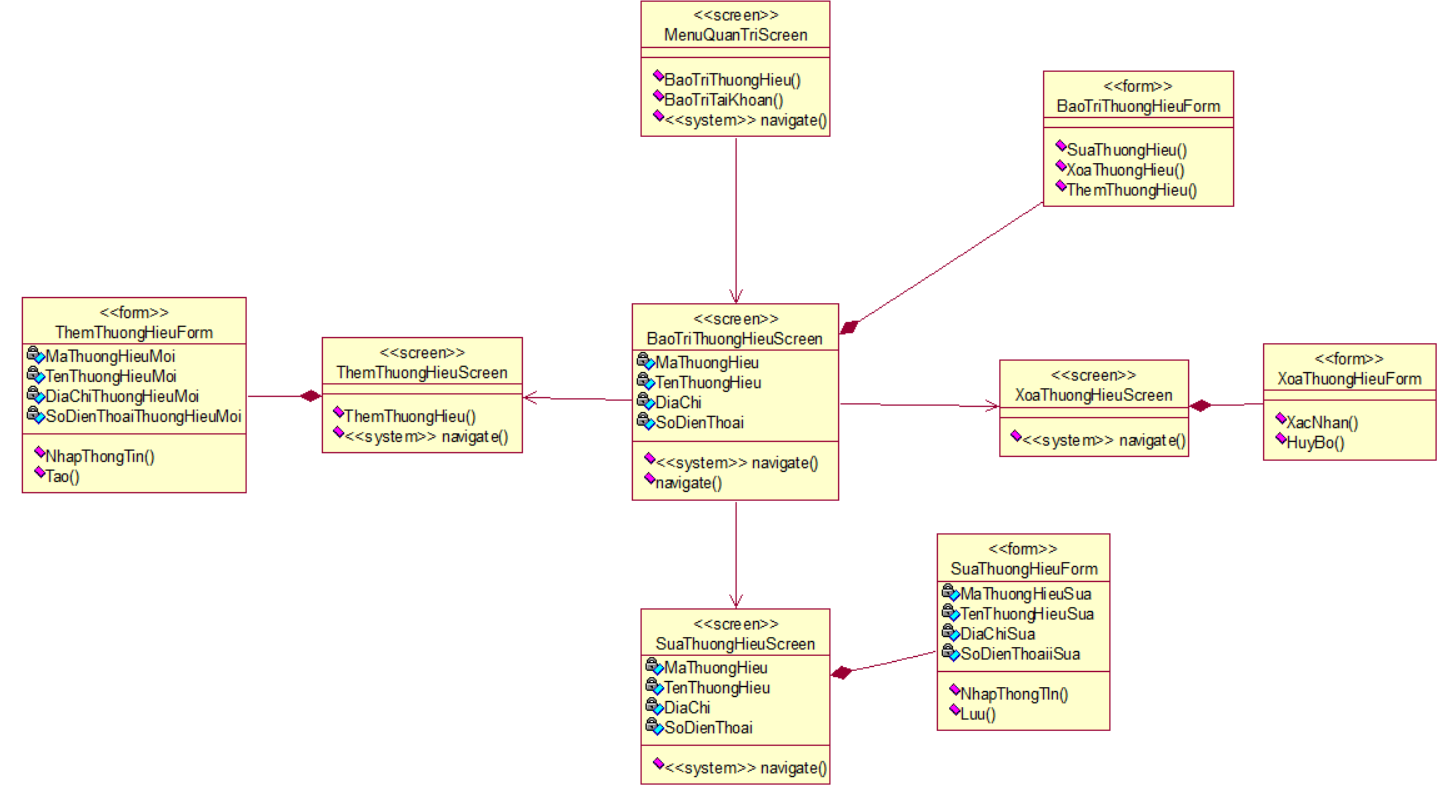 <<screen>>
MenuQuanTriScreen
BaoTriThuongHieu()
BaoTriTaiKhoan()
<<system>> navigate()
<<form>>
BaoTriThuongHieuForm
SuaThuongHieu()
XoaThuongHieu()
ThemThuongHieu()
<<form>>
ThemThuongHieuForm
MaThuongHieuMoi
TenThuongHieuMoi
DiaChiThuongHieuMoi
SoDienThoaiThuongHieuMoi
NhapThongTin()
Tao()
<<screen>>
ThemThuongHieuScreen
ThemThuongHieu()
<<system>> navigate()
<<screen>>
BaoTriThuongHieuScreen
MaThuongHieu
TenThuongHieu
DiaChi
SoDienThoai
<<system>> navigate()
navigate()
<<screen>>
XoaThuongHieuScreen
<<system>> navigate()
<<form>>
XoaThuongHieuForm
XacNhan()
HuyBo()
<<screen>>
SuaThuongHieuScreen
MaThuongHieu
TenThuongHieu
DiaChi
SoDienThoai
<<system>> navigate()
<<form>>
SuaThuongHieuForm
MaThuongHieuSua
TenThuongHieuSua
DiaChiSua
SoDienThoaiiSua
NhapThongTIn()
Luu()